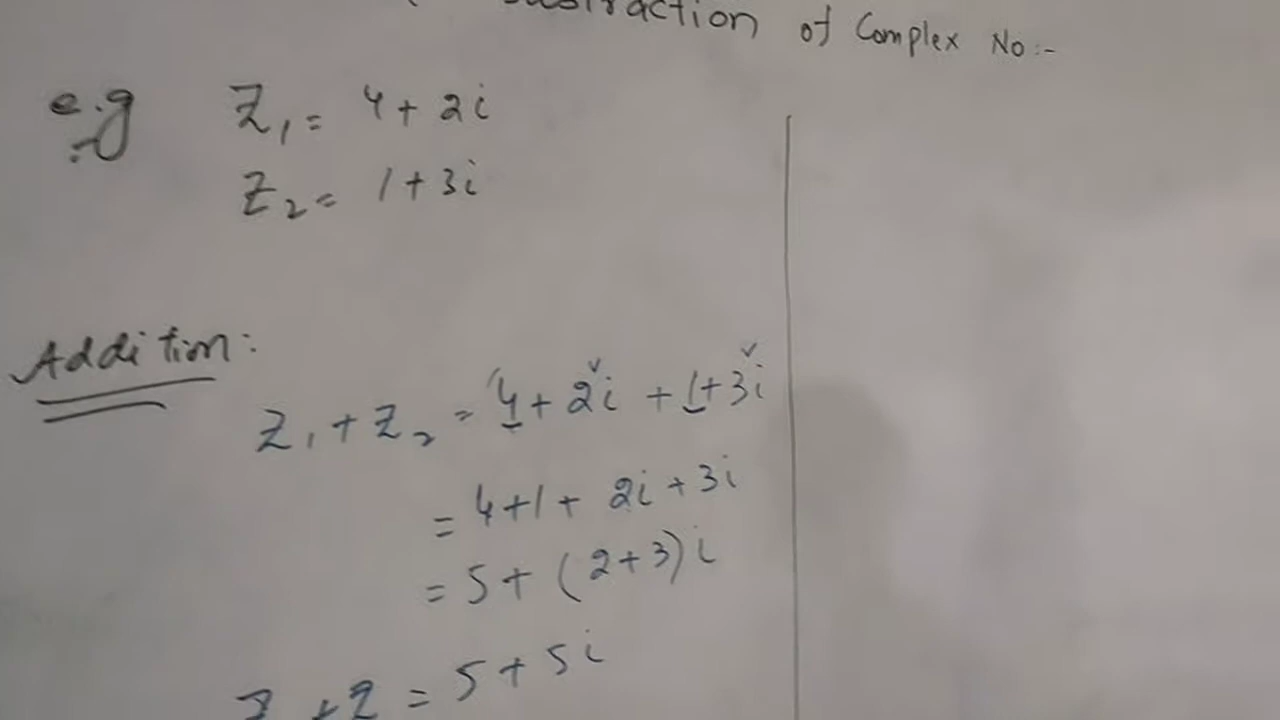 of Complex No:-
e.g Z₁ = 4 + 2i
Z₂ = 1 + 3i
Addition:
Z₁ + Z₂ = 4 + 2i + 1 + 3i
= 4 + 1 + 2i + 3i
= 5 + (2 + 3) i
= 5 + 5i